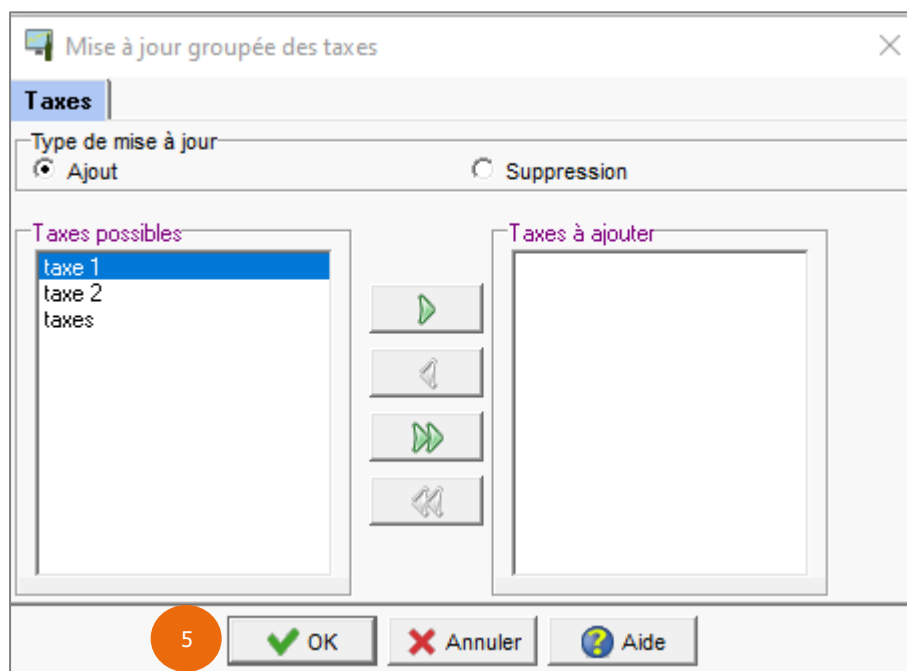 Mise à jour groupée des taxes
Taxes
Type de mise à jour
Ajout
Suppression
Taxes possibles
taxe 1
taxe 2
taxes
Taxes à ajouter
5
OK
Annuler
Aide